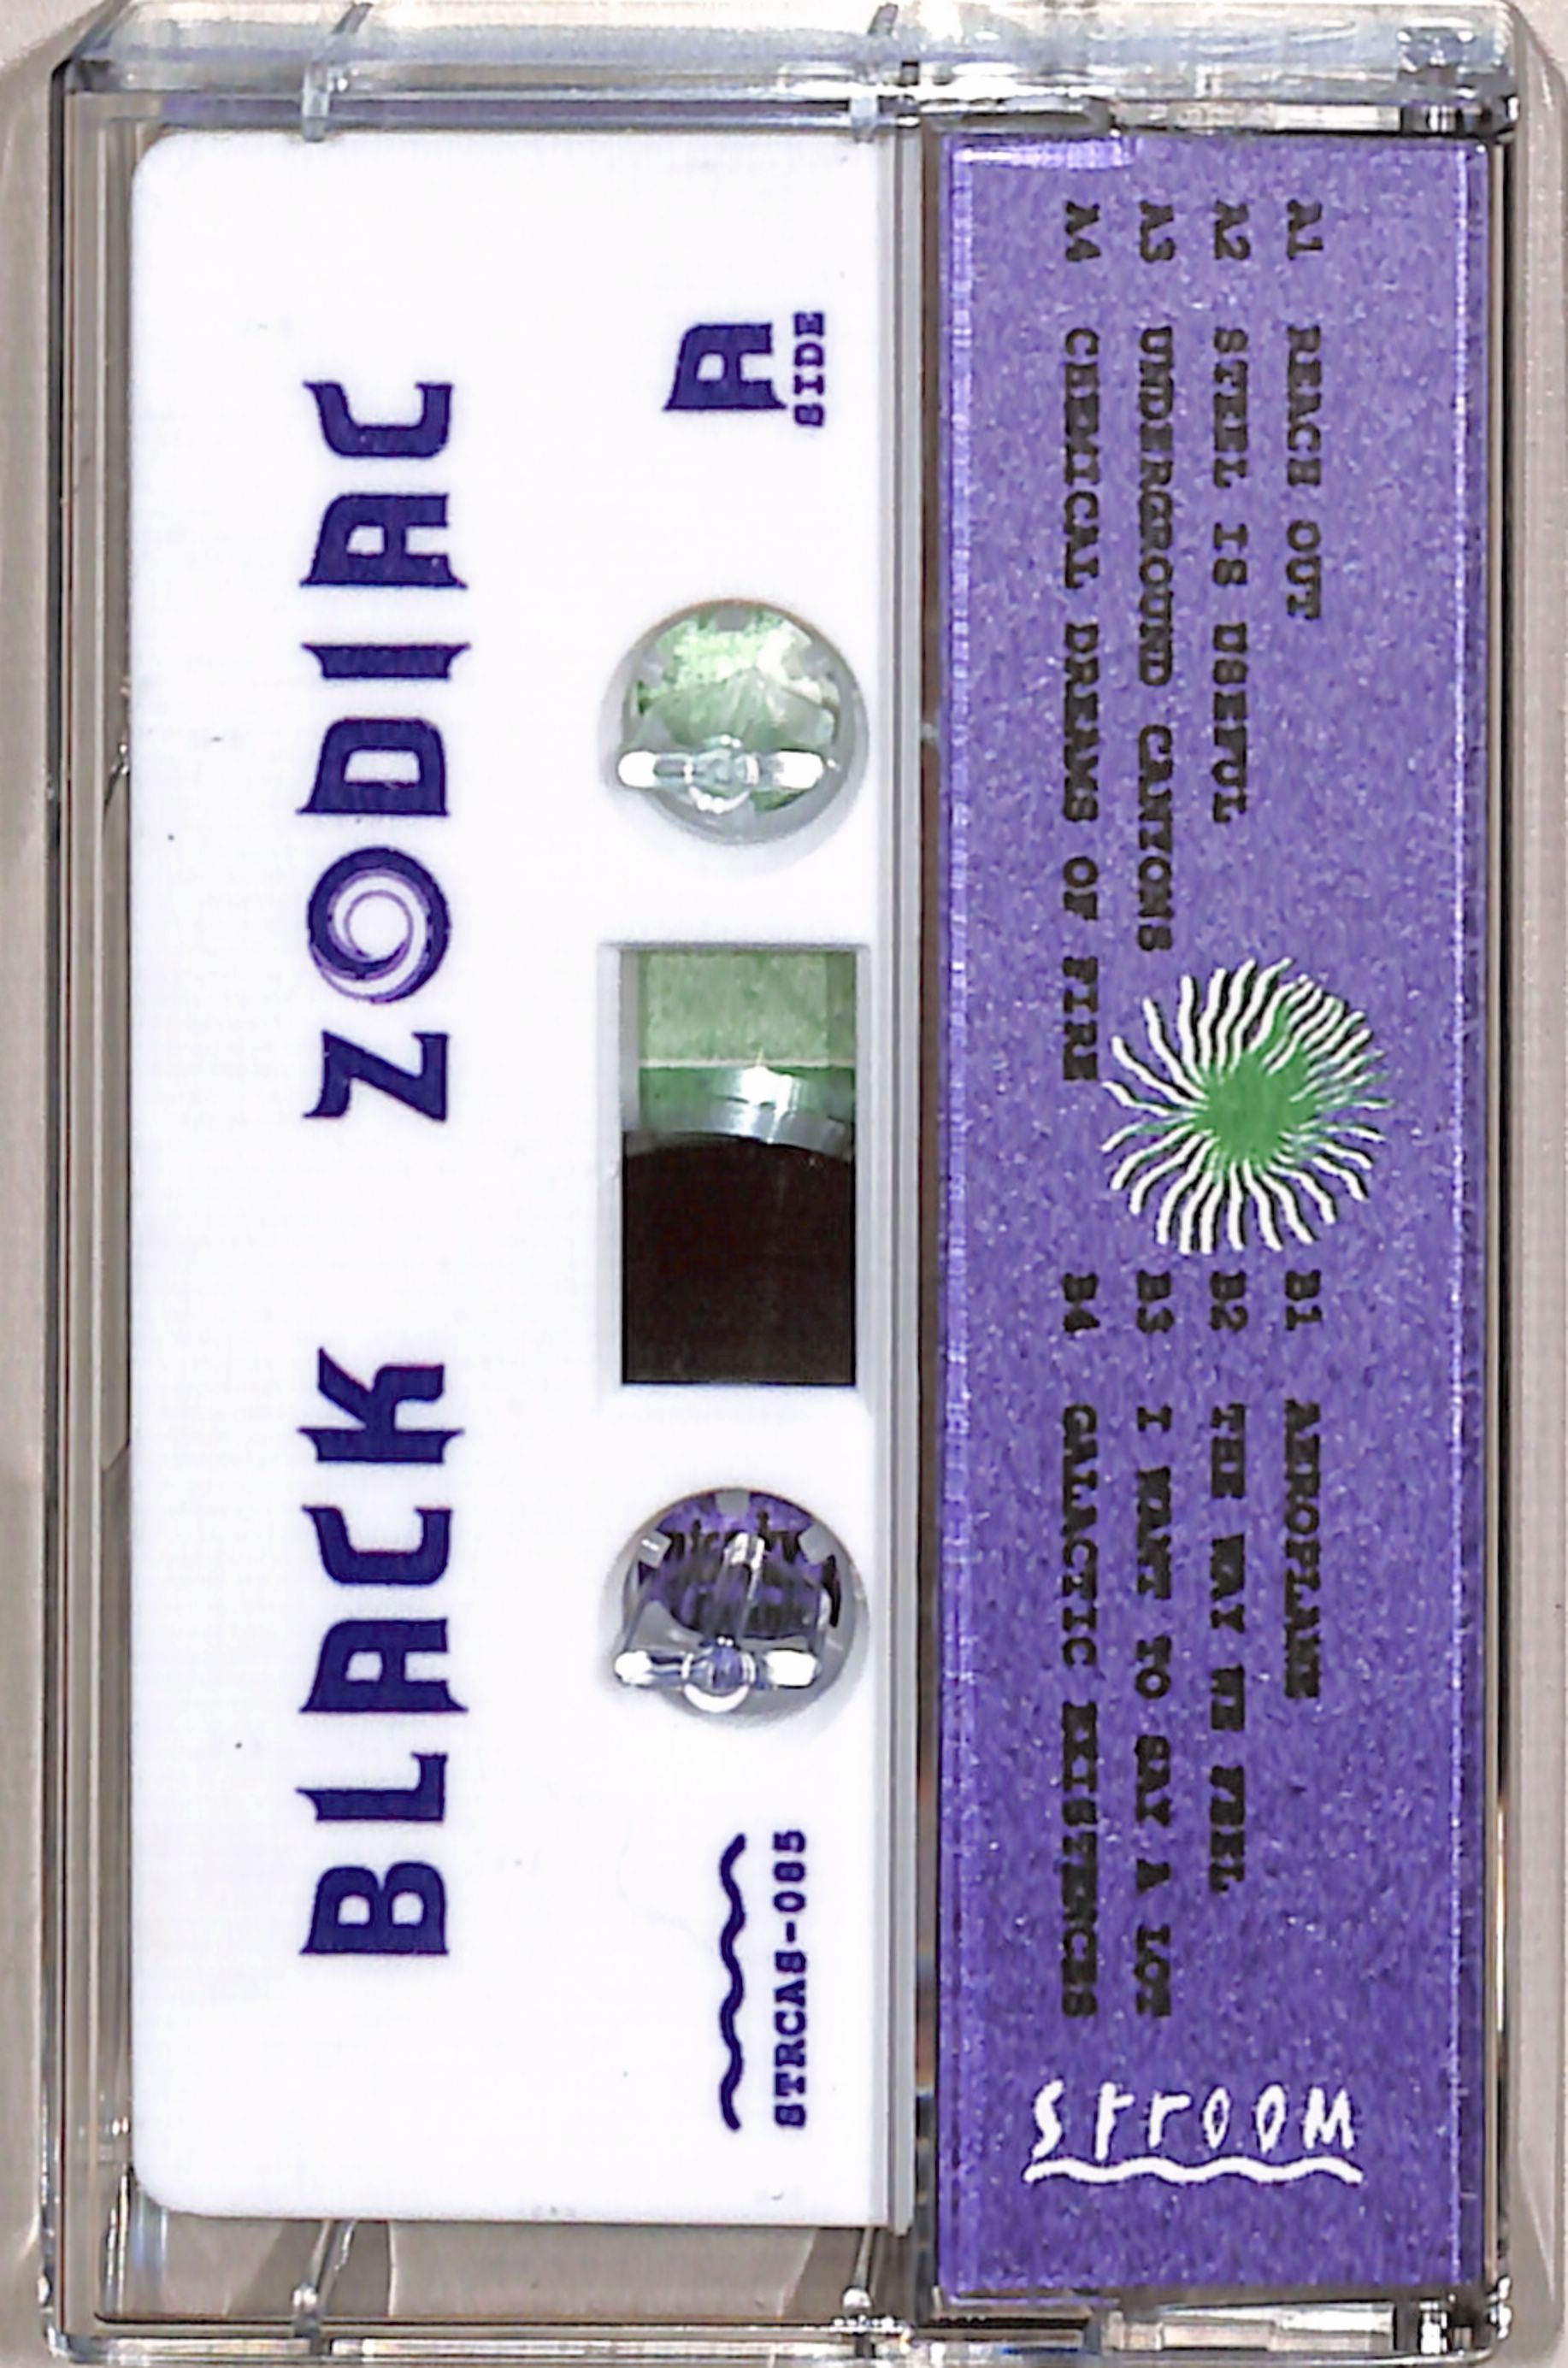 BLACK ZODIAC
A
SIDE
STRCAS-085
A1 REACH OUT
A2 STEEL IS USEFUL
A3 UNDERGROUND CANYONS
A4 CHEMICAL DREAMS OF FIRE
B1 AEROPLANE
B2 THE WAY WE FEEL
B3 I WANT TO SAY A LOT
B4 GALACTIC EXISTENCES
STROOM